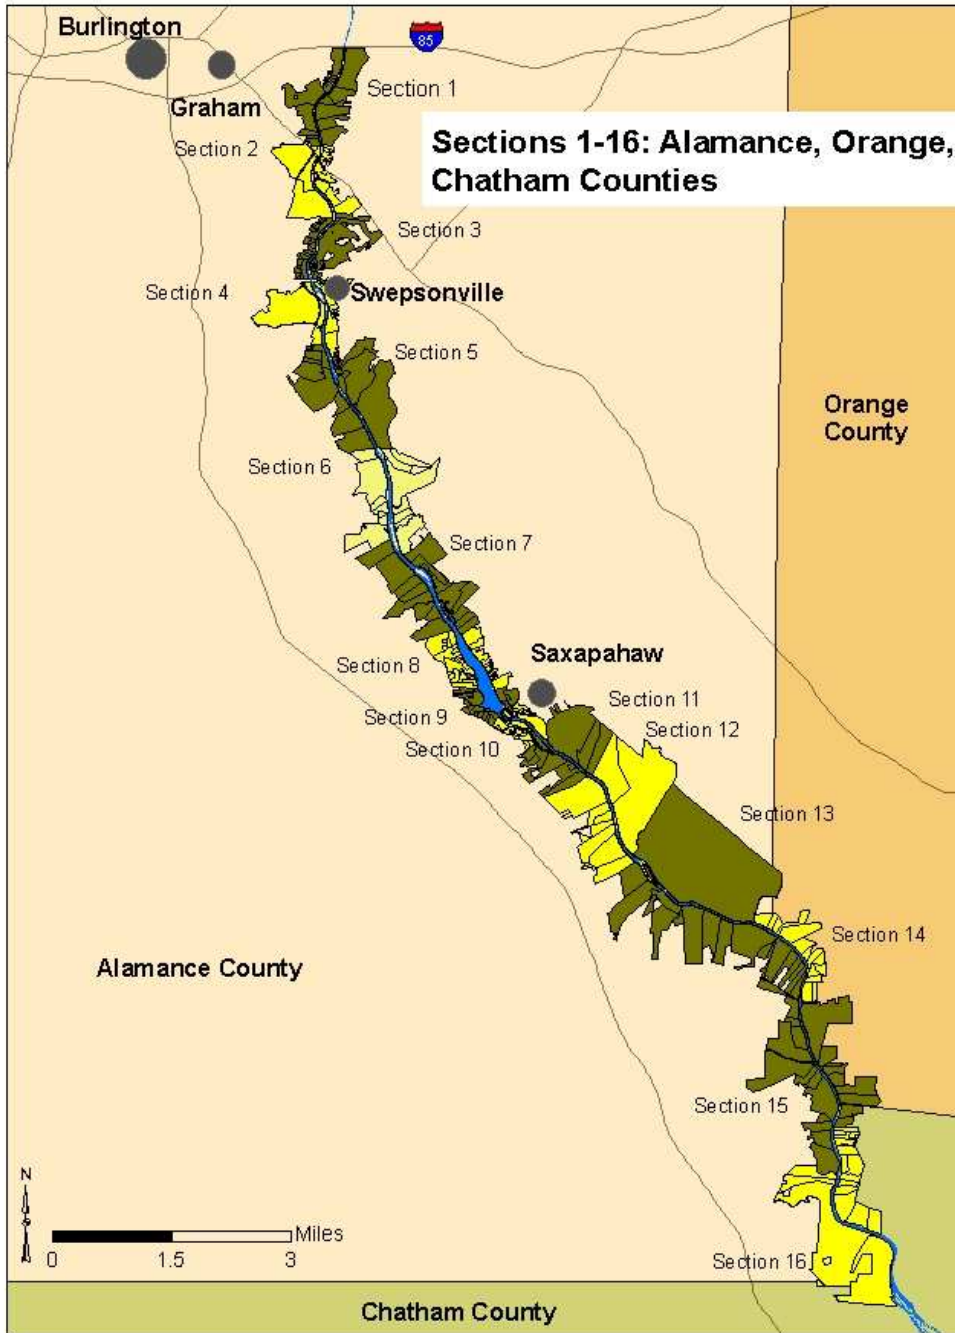 Burlington
85
Section 1
Graham
Sections 1-16: Alamance, Orange,
Chatham Counties
Section 2
Section 3
Section 4
Swepsonville
Section 5
Orange
County
Section 6
Section 7
Saxapahaw
Section 8
Section 11
Section 9
Section 12
Section 10
Section 13
Section 14
Alamance County
Section 15
N
Miles
0 1.5 3
Section 16
Chatham County